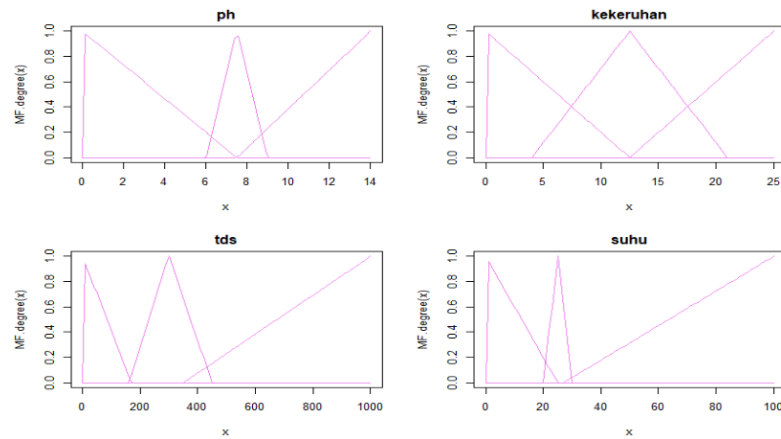 ph
MF.degree(x)
0.0 0.2 0.4 0.6 0.8 1.0
0 2 4 6 8 10 12 14
x
kekeruhan
MF.degree(x)
0.0 0.2 0.4 0.6 0.8 1.0
0 5 10 15 20 25
x
tds
MF.degree(x)
0.0 0.2 0.4 0.6 0.8 1.0
0 200 400 600 800 1000
x
suhu
MF.degree(x)
0.0 0.2 0.4 0.6 0.8 1.0
0 20 40 60 80 100
x